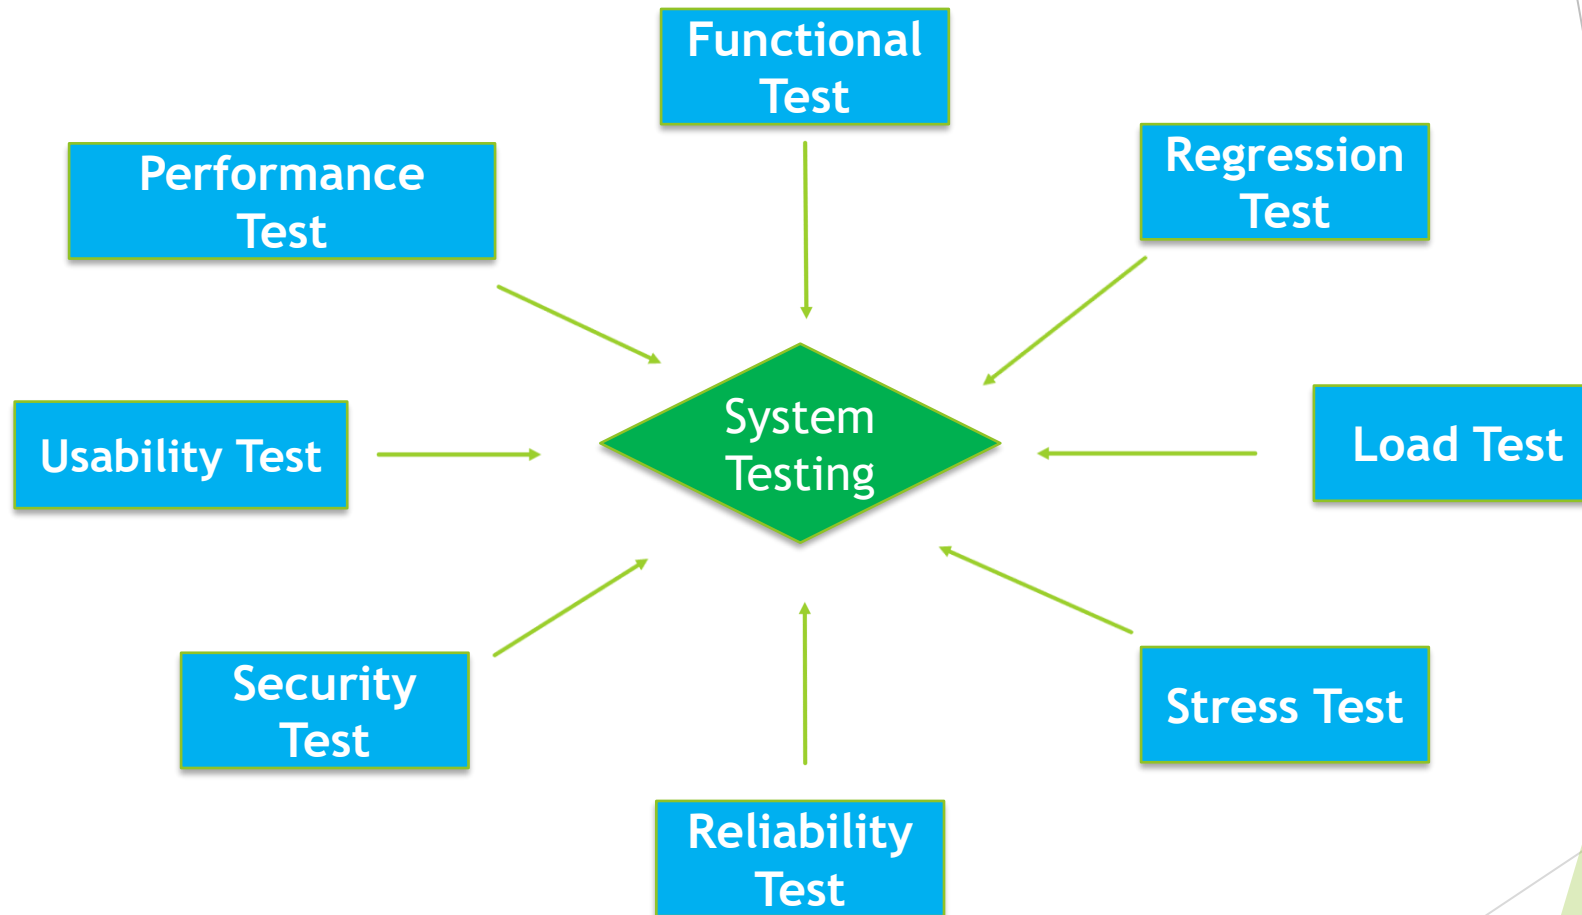 Functional
Test
Performance
Test
Regression
Test
System
Testing
Usability Test
Load Test
Security
Test
Stress Test
Reliability
Test